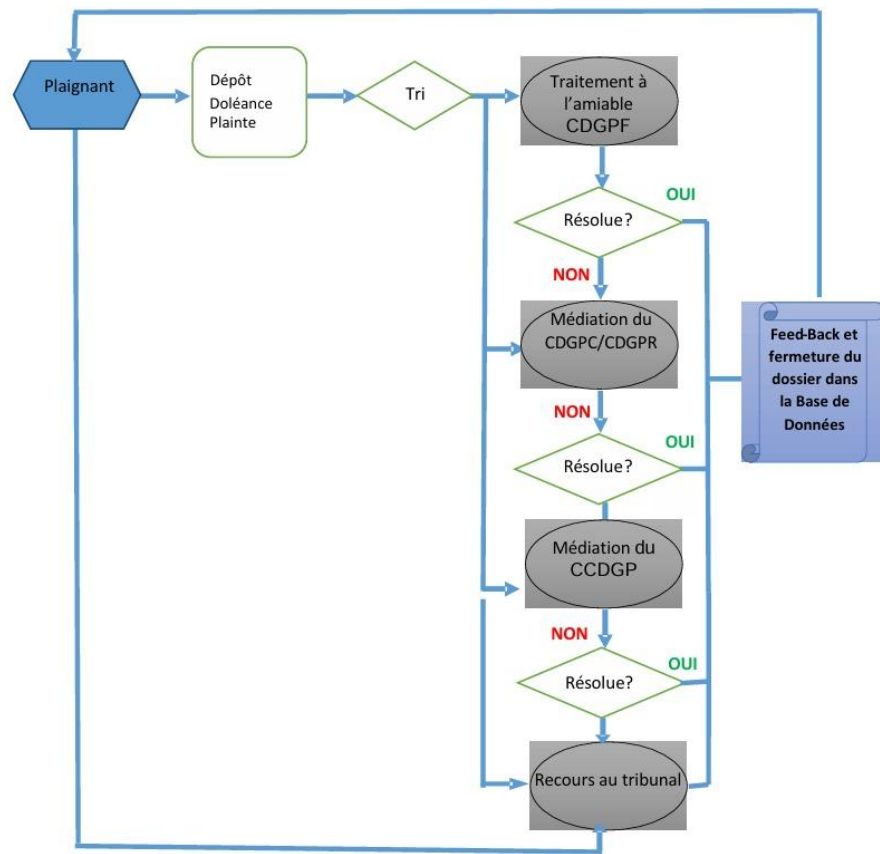 Plaignant
Dépôt
Doléance
Plainte
Tri
Traitement à
l'amiable
CDGPF
OUI
Résolue?
NON
Médiation du
CDGPC/CDGPR
Feed-Back et
fermeture du
dossier dans
la Base de
Données
NON
OUI
Résolue?
Médiation du
CCDGP
NON
OUI
Résolue?
Recours au tribunal